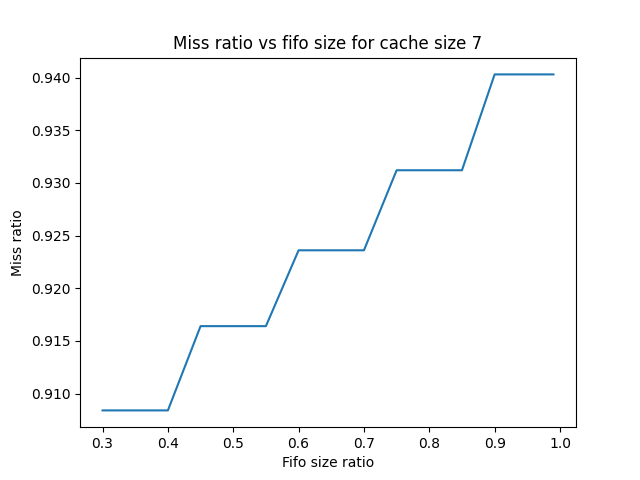 Miss ratio vs fifo size for cache size 7
0.940
0.935
0.930
0.925
0.920
0.915
0.910
Miss ratio
0.3 0.4 0.5 0.6 0.7 0.8 0.9 1.0
Fifo size ratio